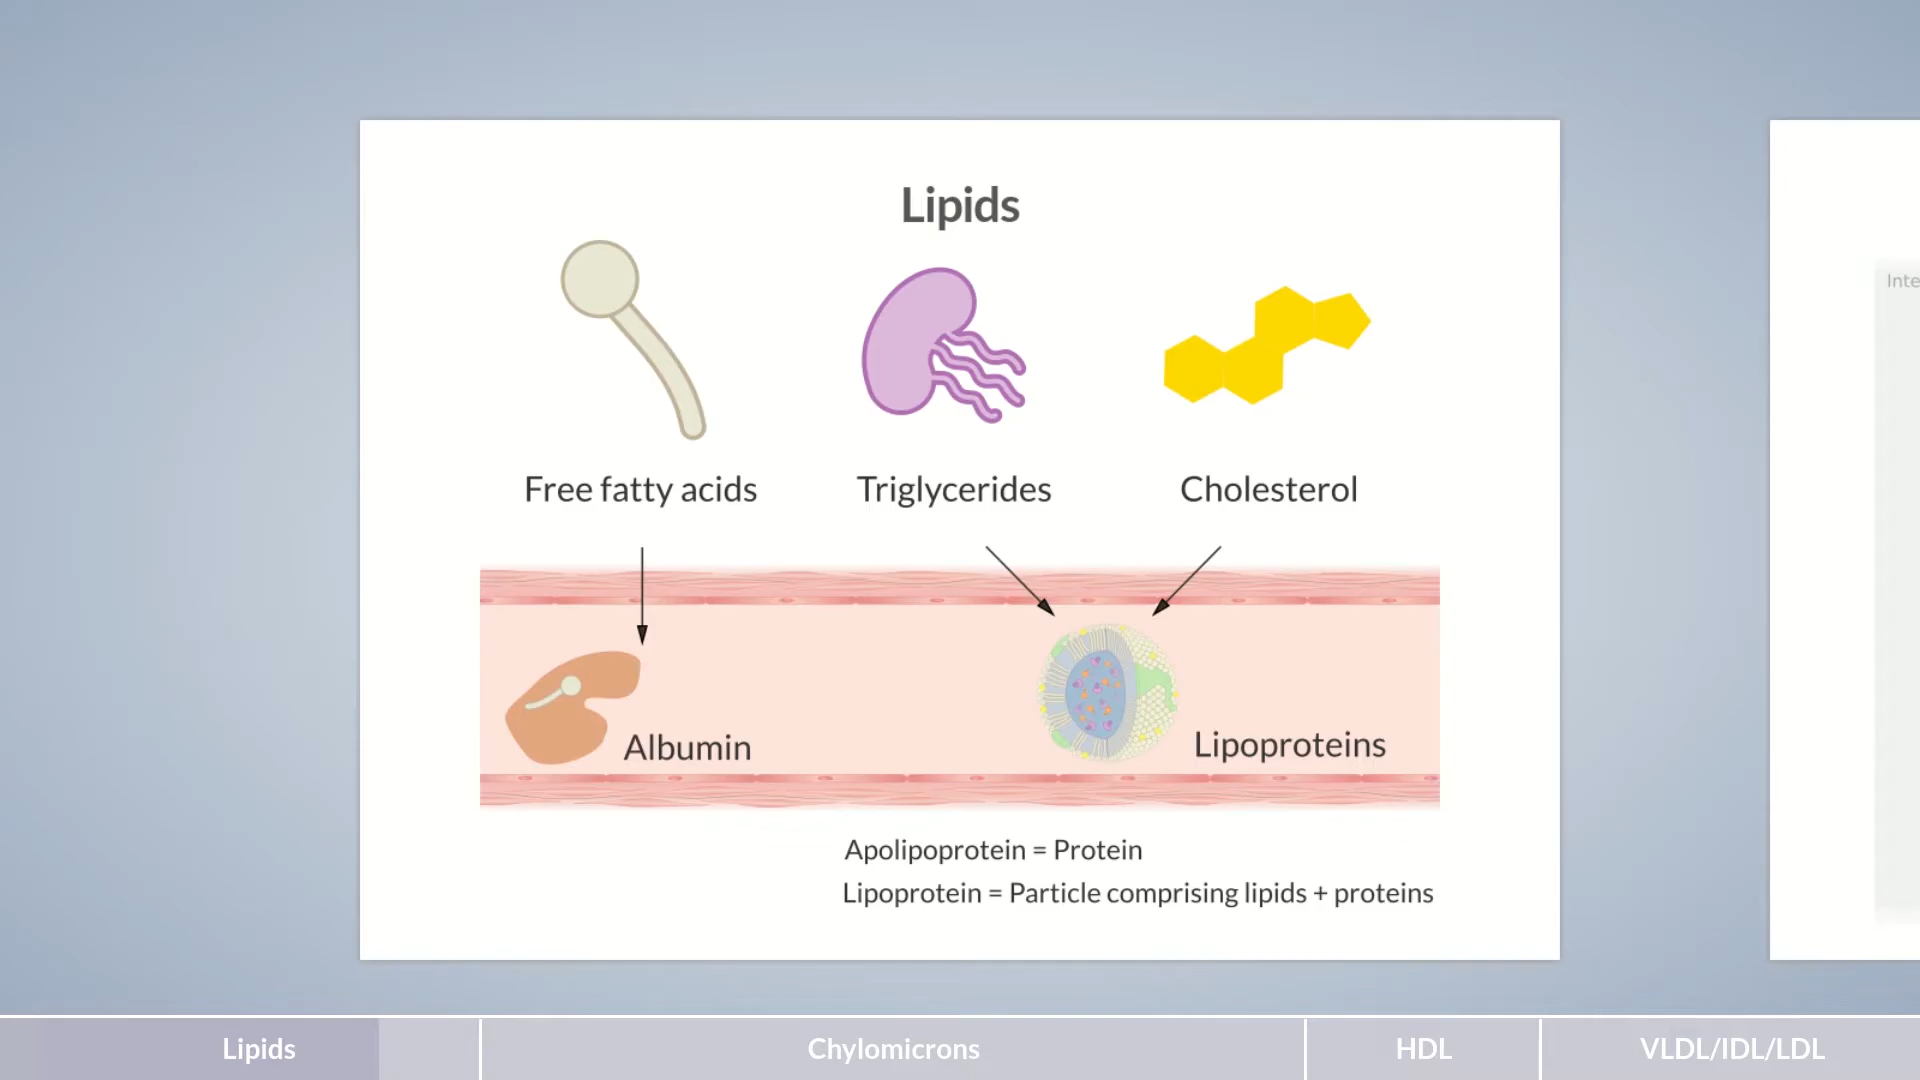 Lipids
Inte
Free fatty acids
Triglycerides
Cholesterol
Albumin
Lipoproteins
Apolipoprotein = Protein
Lipoprotein = Particle comprising lipids + proteins
Lipids
Chylomicrons
HDL
VLDL/IDL/LDL